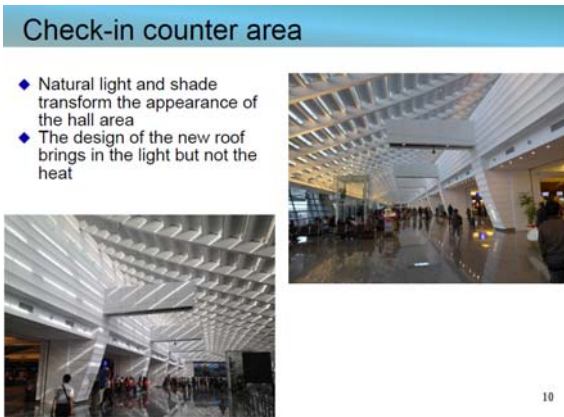 Check-in counter area
Natural light and shade
transform the appearance of
the hall area
The design of the new roof
brings in the light but not the
heat
10